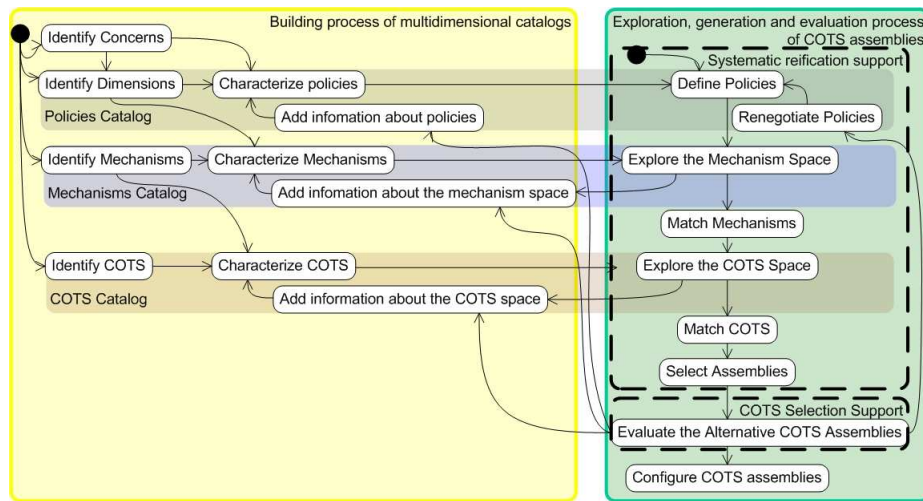 Building process of multidimensional catalogs
Exploration, generation and evaluation process
of COTS assemblies
Identify Concerns
Systematic reification support
Identify Dimensions
Characterize policies
Define Policies
Policies Catalog
Add infomation about policies
Renegotiate Policies
Identify Mechanisms
Characterize Mechanisms
Explore the Mechanism Space
Mechanisms Catalog
Add infomation about the mechanism space
Match Mechanisms
Identify COTS
Characterize COTS
Explore the COTS Space
COTS Catalog
Add information about the COTS space
Match COTS
Select Assemblies
COTS Selection Support
Evaluate the Alternative COTS Assemblies
Configure COTS assemblies